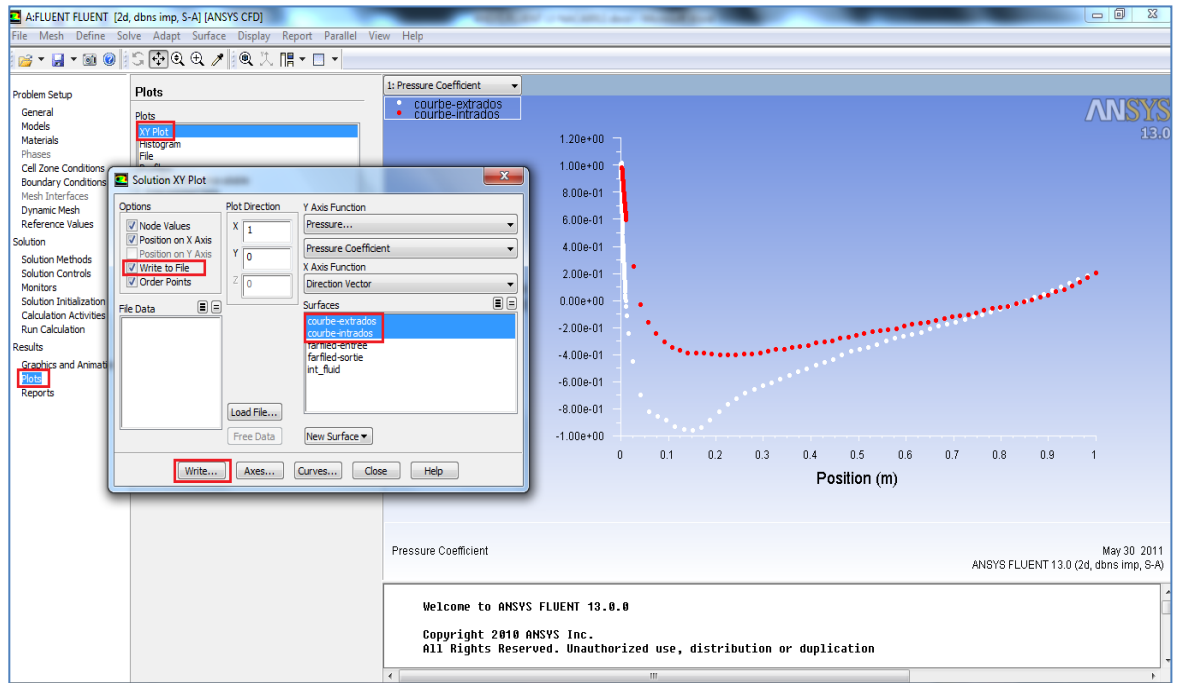 A:FLUENT FLUENT [2d, dbns imp, S-A] [ANSYS CFD]
File Mesh Define Solve Adapt Surface Display Report Parallel View Help
Problem Setup
General
Models
Materials
Phases
Cell Zone Conditions
Boundary Conditions
Mesh Interfaces
Dynamic Mesh
Reference Values
Solution
Solution Methods
Solution Controls
Monitors
Solution Initialization
Calculation Activities
Run Calculation
Results
Graphics and Animati
Plots
Reports
Plots
Plots
XY Plot
Histogram
File
Solution XY Plot
Options
Node Values
Position on X Axis
Position on Y Axis
Write to File
Order Points
Plot Direction
X 1
Y 0
Z 0
Y Axis Function
Pressure...
Pressure Coefficient
X Axis Function
Direction Vector
File Data
Surfaces
courbe-extrados
courbe-intrados
farfiled-entree
farfiled-sortie
int_fluid
Load File...
Free Data
New Surface
Write...
Axes...
Curves...
Close
Help
1: Pressure Coefficient
courbe-extrados
courbe-intrados
ANSYS
13.0
1.20e+00
1.00e+00
8.00e-01
6.00e-01
4.00e-01
2.00e-01
0.00e+00
-2.00e-01
-4.00e-01
-6.00e-01
-8.00e-01
-1.00e+00
0 0.1 0.2 0.3 0.4 0.5 0.6 0.7 0.8 0.9 1
Position (m)
Pressure Coefficient
May 30 2011
ANSYS FLUENT 13.0 (2d, dbns imp, S-A)
Welcome to ANSYS FLUENT 13.0.0
Copyright 2010 ANSYS Inc.
All Rights Reserved. Unauthorized use, distribution or duplication